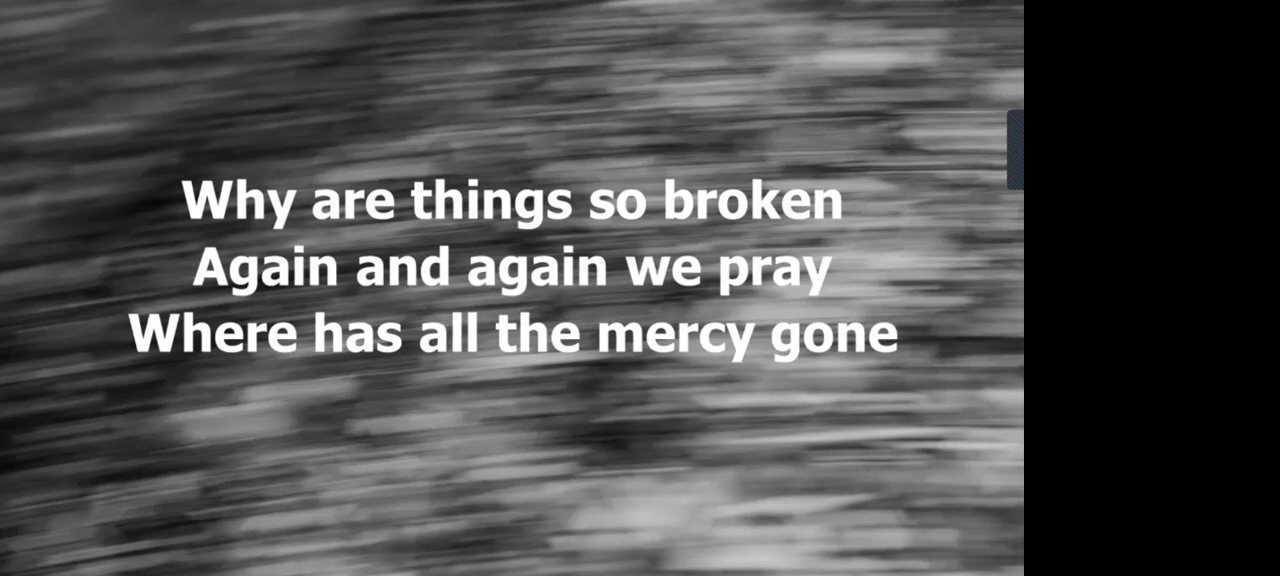 Why are things so broken
Again and again we pray
Where has all the mercy gone